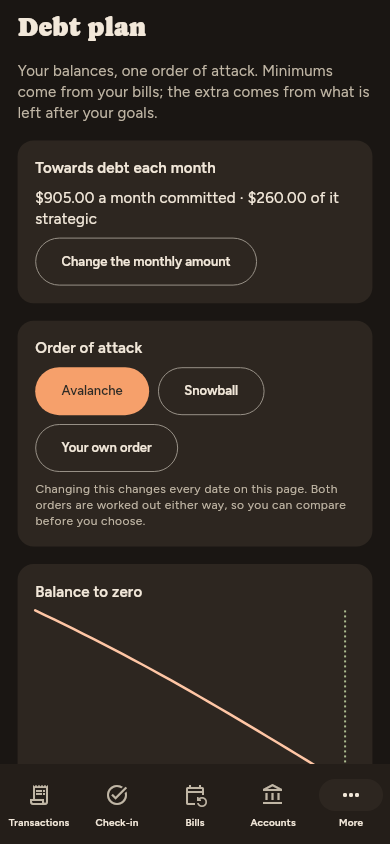 Debt plan
Your balances, one order of attack. Minimums
come from your bills; the extra comes from what is
left after your goals.
Towards debt each month
$905.00 a month committed · $260.00 of it
strategic
Change the monthly amount
Order of attack
Avalanche
Snowball
Your own order
Changing this changes every date on this page. Both
orders are worked out either way, so you can compare
before you choose.
Balance to zero
Transactions
Check-in
Bills
Accounts
More